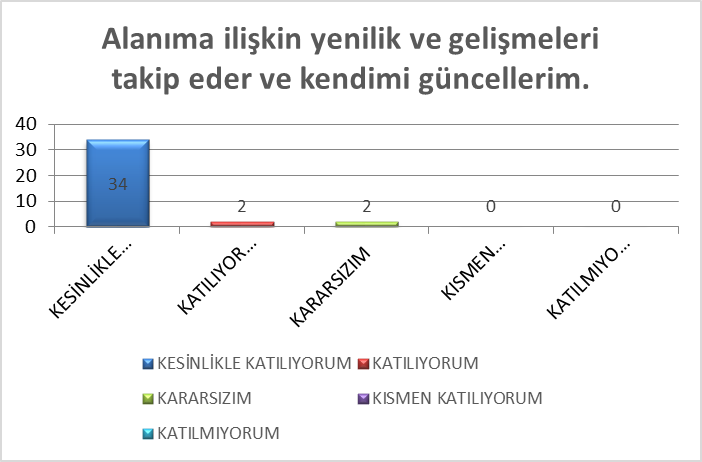 Alanıma ilişkin yenilik ve gelişmeleri
takip eder ve kendimi güncellerim.
40
30
20
10
0
34
2
2
0
0
KESİNLİKLE...
KATILIYOR...
KARARSIZIM
KISMEN...
KATILMIYO...
KESİNLİKLE KATILIYORUM
KATILIYORUM
KARARSIZIM
KISMEN KATILIYORUM
KATILMIYORUM